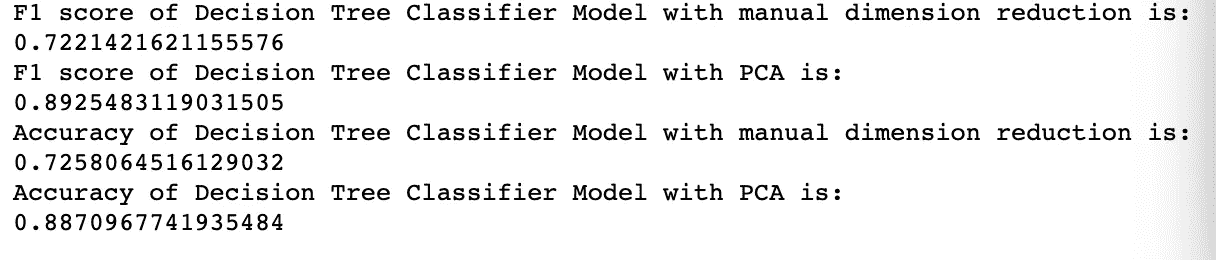 F1 score of Decision Tree Classifier Model with manual dimension reduction is:
0.7221421621155576
F1 score of Decision Tree Classifier Model with PCA is:
0.8925483119031505
Accuracy of Decision Tree Classifier Model with manual dimension reduction is:
0.7258064516129032
Accuracy of Decision Tree Classifier Model with PCA is:
0.8870967741935484